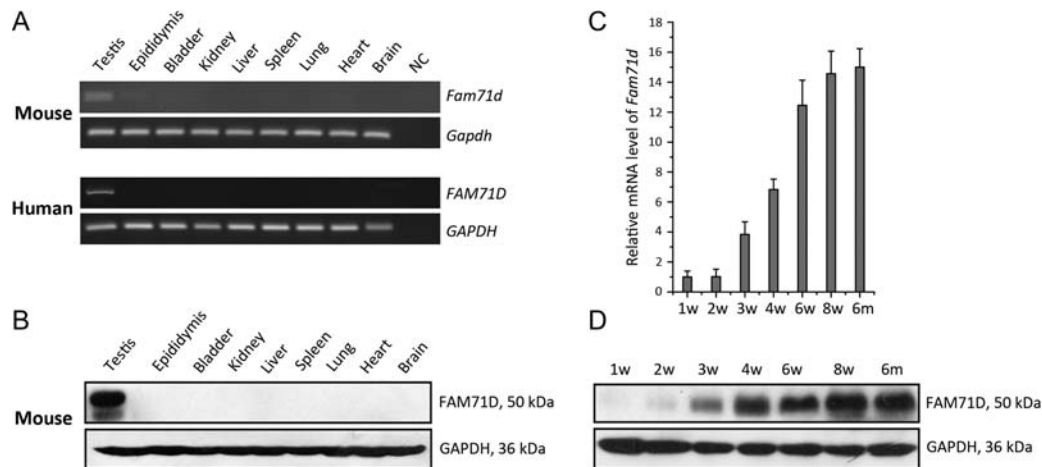 A
Testis Epididymis Bladder Kidney Liver Spleen Lung Heart Brain NC
Mouse
Fam71d
Gapdh
Human
FAM71D
GAPDH
B
Testis Epididymis Bladder Kidney Liver Spleen Lung Heart Brain
Mouse
FAM71D, 50 kDa
GAPDH, 36 kDa
C
Relative mRNA level of Fam71d
18
16
14
12
10
8
6
4
2
0
1w 2w 3w 4w 6w 8w 6m
D
1w 2w 3w 4w 6w 8w 6m
FAM71D, 50 kDa
GAPDH, 36 kDa